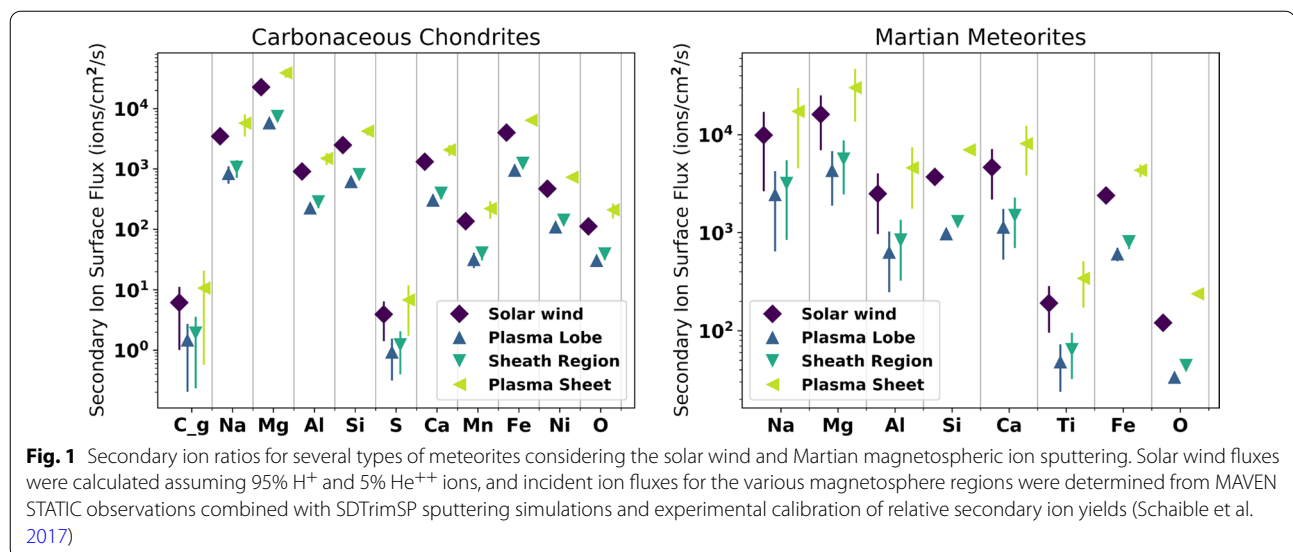 Carbonaceous Chondrites
Secondary Ion Surface Flux (ions/cm²/s)
10⁴
10³
10²
10¹
10⁰
Solar wind
Plasma Lobe
Sheath Region
Plasma Sheet
C_g Na Mg Al Si S Ca Mn Fe Ni O
Martian Meteorites
Secondary Ion Surface Flux (ions/cm²/s)
10⁴
10³
10²
Solar wind
Plasma Lobe
Sheath Region
Plasma Sheet
Na Mg Al Si Ca Ti Fe O
Fig. 1 Secondary ion ratios for several types of meteorites considering the solar wind and Martian magnetospheric ion sputtering. Solar wind fluxes
were calculated assuming 95% H⁺ and 5% He⁺⁺ ions, and incident ion fluxes for the various magnetosphere regions were determined from MAVEN
STATIC observations combined with SDTrimSP sputtering simulations and experimental calibration of relative secondary ion yields (Schaible et al.
2017)